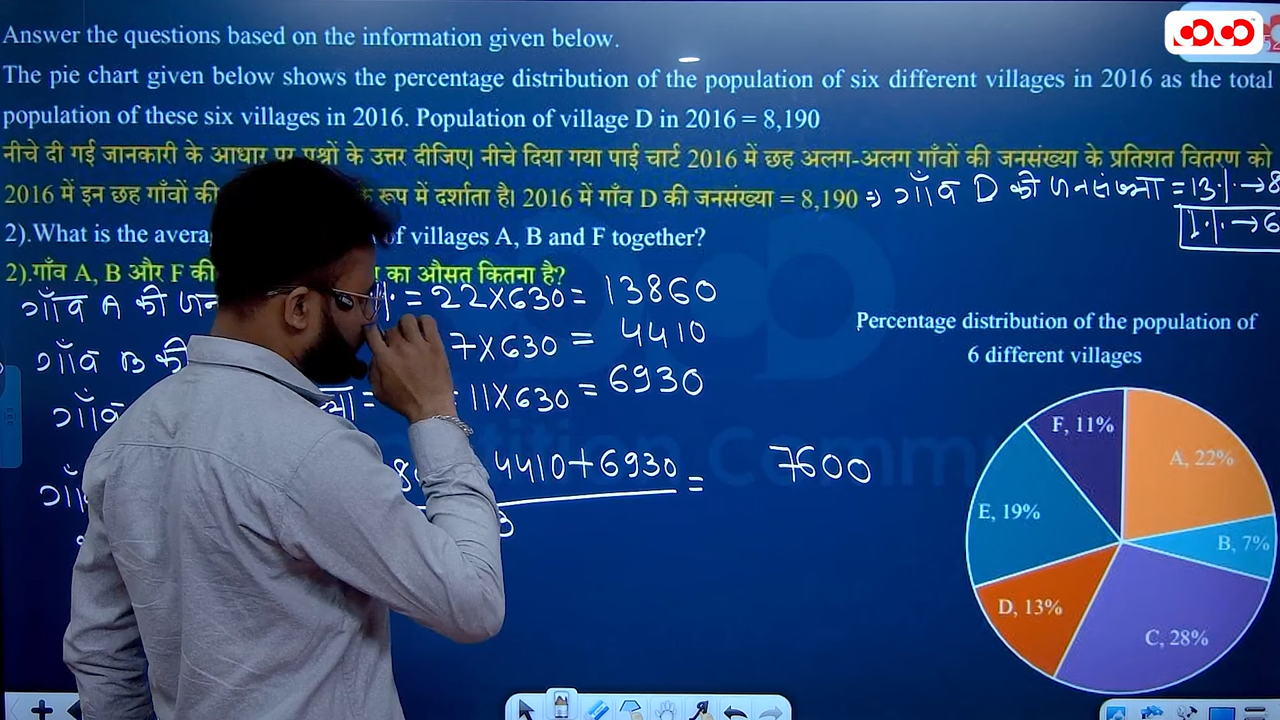 Answer the questions based on the information given below.
The pie chart given below shows the percentage distribution of the population of six different villages in 2016 as the total
population of these six villages in 2016. Population of village D in 2016 = 8,190
नीचे दी गई जानकारी के आधार पर प्रश्नों के उत्तर दीजिए। नीचे दिया गया पाई चार्ट 2016 में छह अलग-अलग गाँवों की जनसंख्या के प्रतिशत वितरण को
2016 में इन छह गाँवों की के रूप में दर्शाता है। 2016 में गाँव D की जनसंख्या = 8,190 ⇒ गाँव D की जनसंख्या = 13% → 8
1% → 6
2).What is the avera of villages A, B and F together?
2).गाँव A, B और F की का औसत कितना है?
गाँव A की जन % = 22×630 = 13860
गाँव B की 7×630 = 4410
गाँव = 11×630 = 6930
4410+6930 = 7600
3
Percentage distribution of the population of
6 different villages
F, 11%
A, 22%
E, 19%
B, 7%
D, 13%
C, 28%